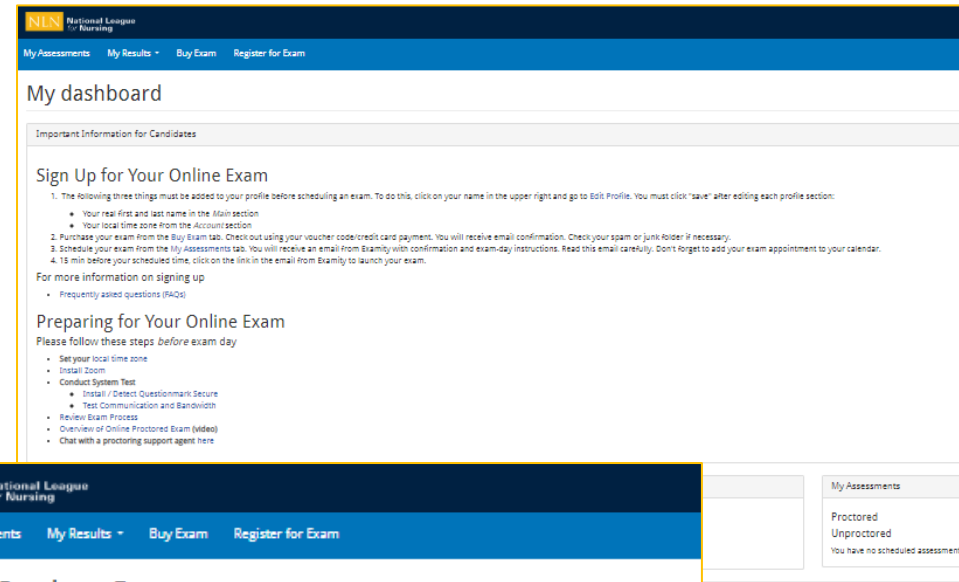 NLN National League
for Nursing
My Assessments My Results Buy Exam Register for Exam
My dashboard
Important Information for Candidates
Sign Up for Your Online Exam
1. The following three things must be added to your profile before scheduling an exam. To do this, click on your name in the upper right and go to Edit Profile. You must click "save" after editing each profile section:
Your real first and last name in the Main section
Your local time zone from the Account section
2. Purchase your exam from the Buy Exam tab. Check out using your voucher code/credit card payment. You will receive email confirmation. Check your spam or junk folder if necessary.
3. Schedule your exam from the My Assessments tab. You will receive an email from Examity with confirmation and exam-day instructions. Read this email carefully. Don't forget to add your exam appointment to your calendar.
4. 15 min before your scheduled time, click on the link in the email from Examity to launch your exam.
For more information on signing up
Frequently asked questions (FAQs)
Preparing for Your Online Exam
Please follow these steps before exam day
Set your local time zone
Install Zoom
Conduct System Test
Install / Detect Questionmark Secure
Test Communication and Bandwidth
Review Exam Process
Overview of Online Proctored Exam (video)
Chat with a proctoring support agent here
ational League
r Nursing
ents My Results Buy Exam Register for Exam
My Assessments
Proctored
Unproctored
You have no scheduled assessment